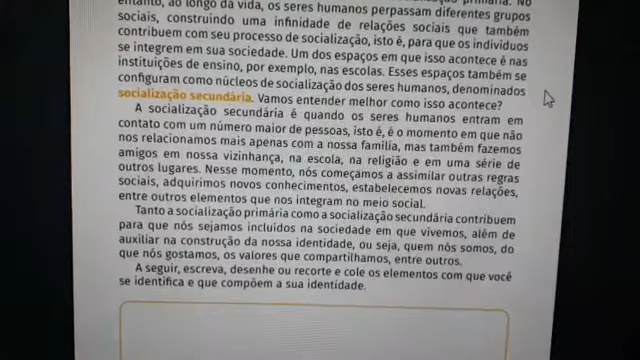 entanto, ao longo da vida, os seres humanos perpassam diferentes grupos
sociais, construindo uma infinidade de relações sociais que também
contribuem com seu processo de socialização, isto é, para que os indivíduos
se integrem em sua sociedade. Um dos espaços em que isso acontece é nas
instituições de ensino, por exemplo, nas escolas. Esses espaços também se
configuram como núcleos de socialização dos seres humanos, denominados
socialização secundária. Vamos entender melhor como isso acontece?
A socialização secundária é quando os seres humanos entram em
contato com um número maior de pessoas, isto é, é o momento em que não
nos relacionamos mais apenas com a nossa família, mas também fazemos
amigos em nossa vizinhança, na escola, na religião e em uma série de
outros lugares. Nesse momento, nós começamos a assimilar outras regras
sociais, adquirimos novos conhecimentos, estabelecemos novas relações,
entre outros elementos que nos integram no meio social.
Tanto a socialização primária como a socialização secundária contribuem
para que nós sejamos incluídos na sociedade em que vivemos, além de
auxiliar na construção da nossa identidade, ou seja, quem nós somos, do
que nós gostamos, os valores que compartilhamos, entre outros.
A seguir, escreva, desenhe ou recorte e cole os elementos com que você
se identifica e que compõem a sua identidade.